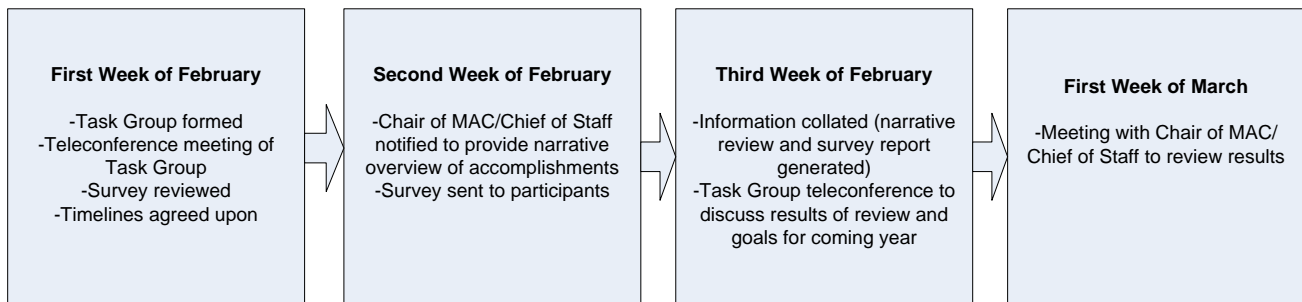 First Week of February
-Task Group formed
-Teleconference meeting of
Task Group
-Survey reviewed
-Timelines agreed upon
Second Week of February
-Chair of MAC/Chief of Staff
notified to provide narrative
overview of accomplishments
-Survey sent to participants
Third Week of February
-Information collated (narrative
review and survey report
generated)
-Task Group teleconference to
discuss results of review and
goals for coming year
First Week of March
-Meeting with Chair of MAC/
Chief of Staff to review results